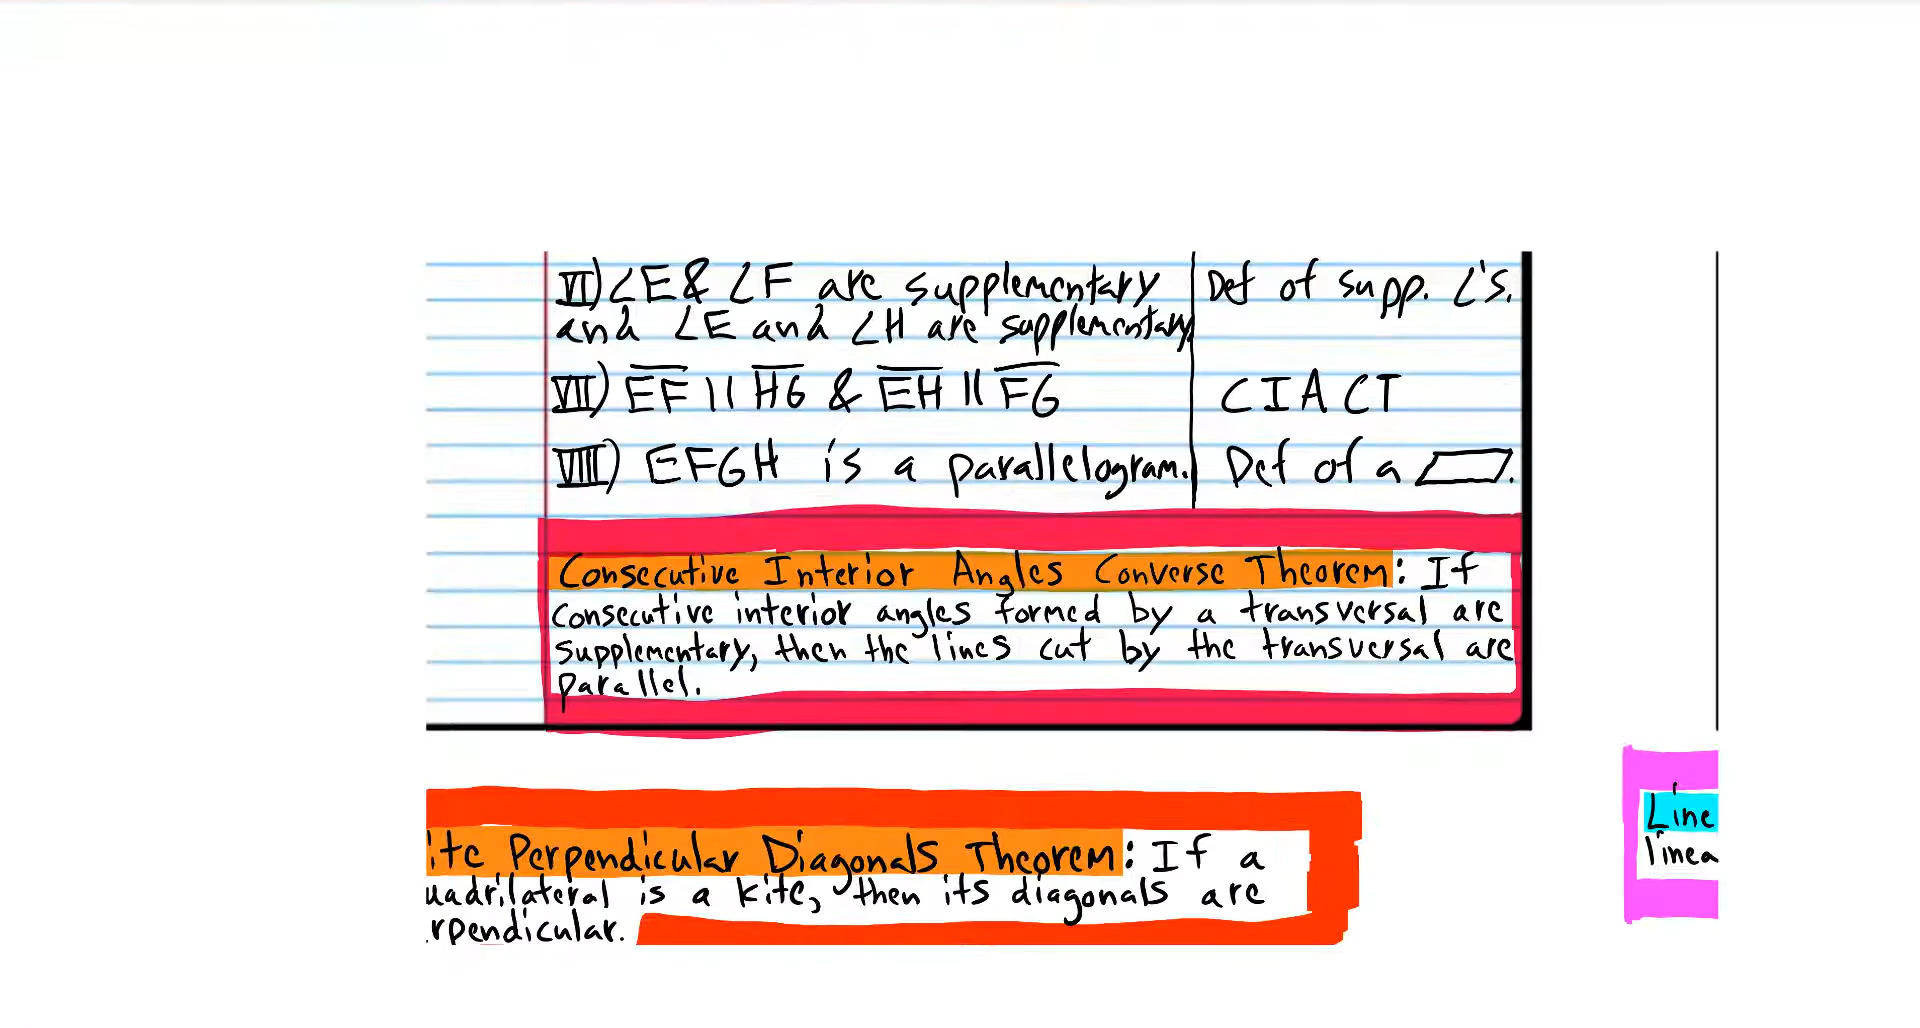 VI) ∠E & ∠F are supplementary
and ∠E and ∠H are supplementary
Def of supp. ∠'s.
VII) EF || HG & EH || FG
CIACT
VIII) EFGH is a parallelogram.
Def of a ▱.
Consecutive Interior Angles Converse Theorem: If
consecutive interior angles formed by a transversal are
supplementary, then the lines cut by the transversal are
parallel.
ite Perpendicular Diagonals Theorem: If a
uadrilateral is a kite, then its diagonals are
rpendicular.
Line
linea